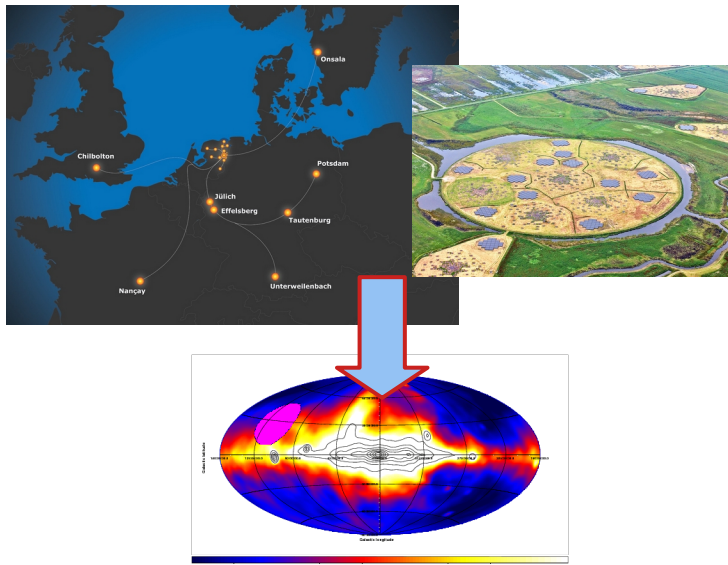 Onsala
Chilbolton
Potsdam
Jülich
Effelsberg
Tautenburg
Nançay
Unterweilenbach
Galactic latitude
Galactic longitude